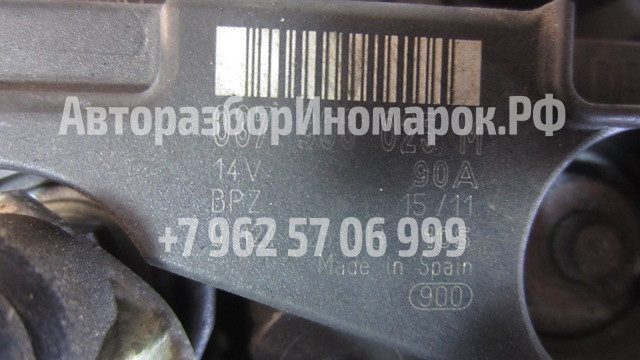 АвторазборИномарок.РФ
14V 90A
BPZ 15/11
+7 962 57 06 999
Made in Spain
900